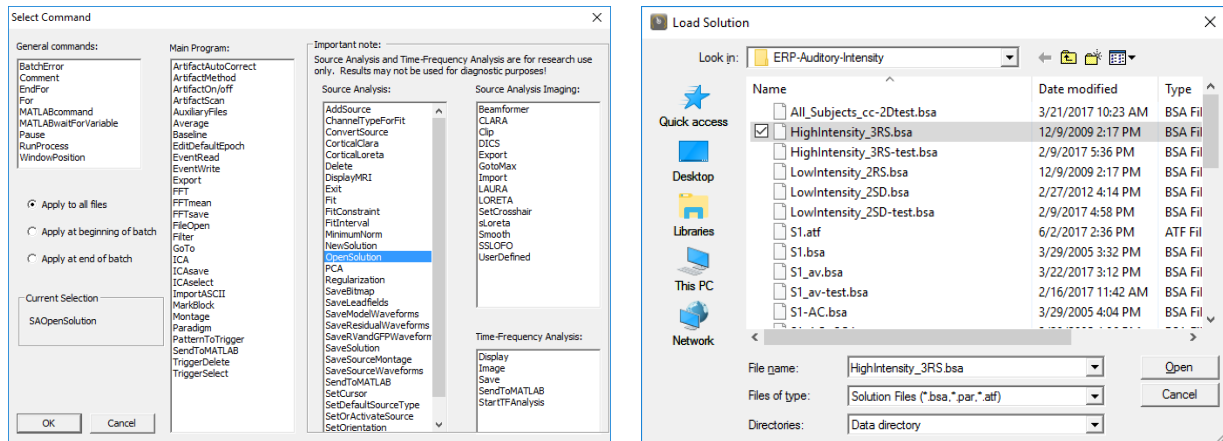 Select Command
General commands:
BatchError
Comment
EndFor
For
MATLABcommand
MATLABwaitForVariable
Pause
RunProcess
WindowPosition
Apply to all files
Apply at beginning of batch
Apply at end of batch
Current Selection
SAOpenSolution
OK
Cancel
Main Program:
ArtifactAutoCorrect
ArtifactMethod
ArtifactOn/off
ArtifactScan
AuxiliaryFiles
Average
Baseline
EditDefaultEpoch
EventRead
EventWrite
Export
FFT
FFTmean
FFTsave
FileOpen
Filter
GoTo
ICA
ICAsave
ICAselect
ImportASCII
MarkBlock
Montage
Paradigm
PatternToTrigger
SendToMATLAB
TriggerDelete
TriggerSelect
Important note:
Source Analysis and Time-Frequency Analysis are for research use
only. Results may not be used for diagnostic purposes!
Source Analysis:
AddSource
ChannelTypeForFit
ConvertSource
CorticalClara
CorticalLoreta
Delete
DisplayMRI
Exit
Fit
FitConstraint
FitInterval
MinimumNorm
NewSolution
OpenSolution
PCA
Regularization
SaveBitmap
SaveLeadfields
SaveModelWaveforms
SaveResidualWaveforms
SaveRVandGFPWaveform
SaveSolution
SaveSourceMontage
SaveSourceWaveforms
SendToMATLAB
SetCursor
SetDefaultSourceType
SetOrActivateSource
SetOrientation
Source Analysis Imaging:
Beamformer
CLARA
Clip
DICS
Export
GotoMax
Import
LAURA
LORETA
SetCrosshair
sLoreta
Smooth
SSLOFO
UserDefined
Time-Frequency Analysis:
Display
Image
Save
SendToMATLAB
StartTFAnalysis
Load Solution
Look in: ERP-Auditory-Intensity
Quick access
Desktop
Libraries
This PC
Network
Name Date modified Type
All_Subjects_cc-2Dtest.bsa 3/21/2017 10:23 AM BSA Fil
HighIntensity_3RS.bsa 12/9/2009 2:17 PM BSA Fil
HighIntensity_3RS-test.bsa 2/9/2017 5:36 PM BSA Fil
LowIntensity_2RS.bsa 12/9/2009 2:17 PM BSA Fil
LowIntensity_2SD.bsa 2/27/2012 4:14 PM BSA Fil
LowIntensity_2SD-test.bsa 2/9/2017 4:58 PM BSA Fil
S1.atf 6/2/2017 2:36 PM ATF Fil
S1.bsa 3/29/2005 3:32 PM BSA Fil
S1_av.bsa 3/22/2017 3:12 PM BSA Fil
S1_av-test.bsa 2/16/2017 11:42 AM BSA Fil
S1-AC.bsa 3/29/2005 4:04 PM BSA Fil
File name: HighIntensity_3RS.bsa Open
Files of type: Solution Files (*.bsa,*.par,*.atf) Cancel
Directories: Data directory